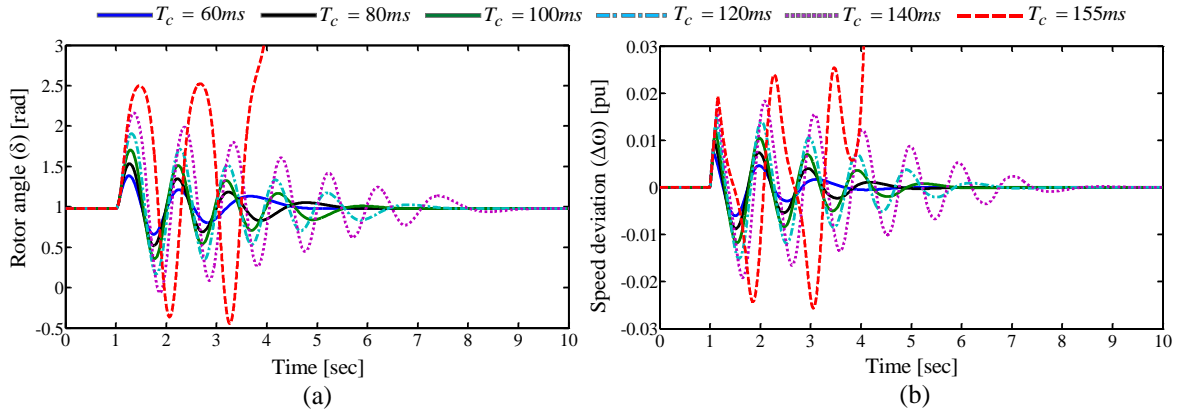 T_c = 60ms T_c = 80ms T_c = 100ms T_c = 120ms T_c = 140ms T_c = 155ms
Rotor angle (δ) [rad]
3
2.5
2
1.5
1
0.5
0
-0.5
0 1 2 3 4 5 6 7 8 9 10
Time [sec]
(a)
Speed deviation (Δω) [pu]
0.03
0.02
0.01
0
-0.01
-0.02
-0.03
0 1 2 3 4 5 6 7 8 9 10
Time [sec]
(b)